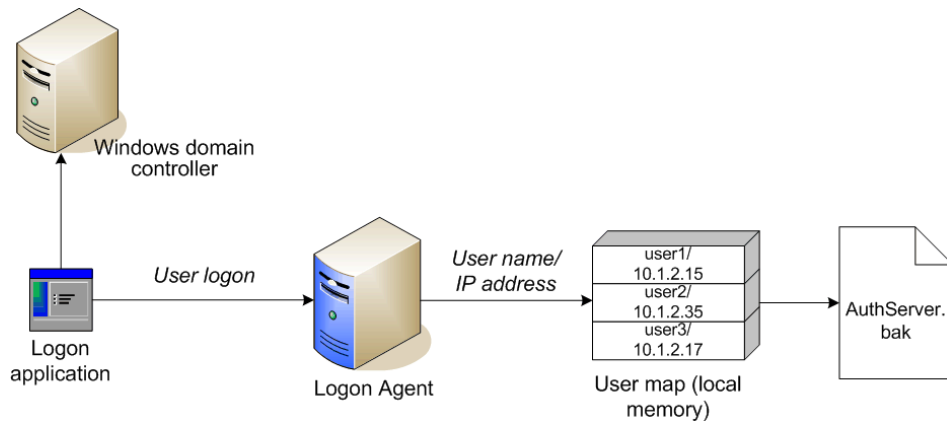 Windows domain
controller
User logon
Logon
application
Logon Agent
User name/
IP address
user1/
10.1.2.15
user2/
10.1.2.35
user3/
10.1.2.17
User map (local
memory)
AuthServer.
bak